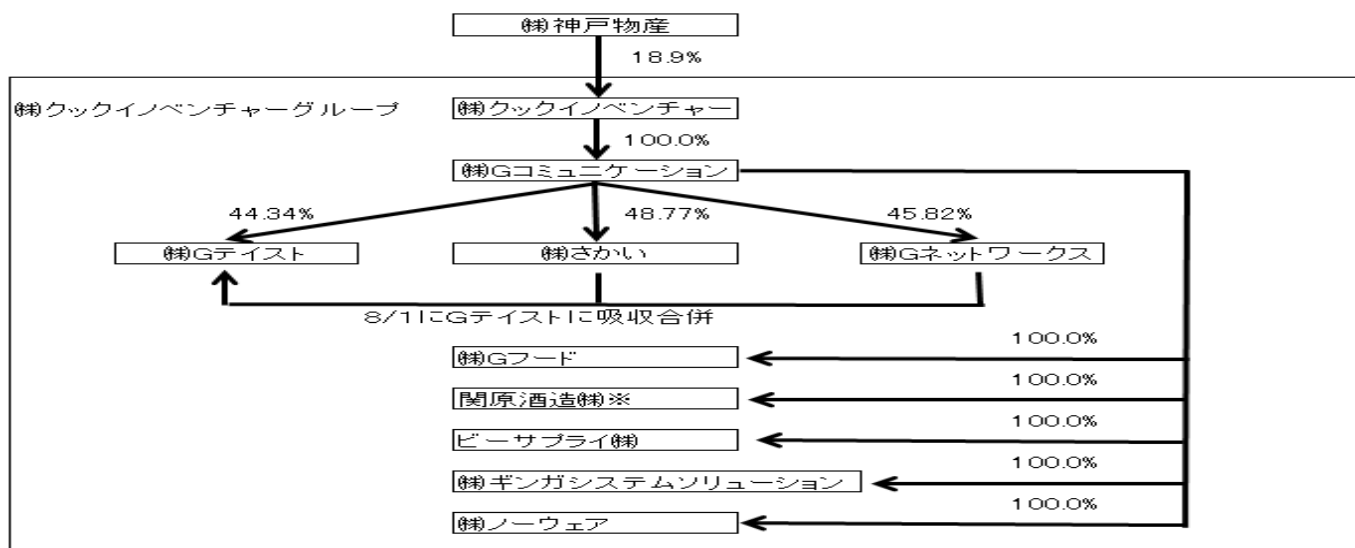 ㈱神戸物産
18.9%
㈱クックイノベンチャーグループ
㈱クックイノベンチャー
100.0%
㈱Gコミュニケーション
44.34%
48.77%
45.82%
㈱Gテイスト
㈱さかい
㈱Gネットワークス
8/1にGテイストに吸収合併
100.0%
㈱Gフード
100.0%
関原酒造㈱※
100.0%
ビーサプライ㈱
100.0%
㈱ギンガシステムソリューション
100.0%
㈱ノーウェア